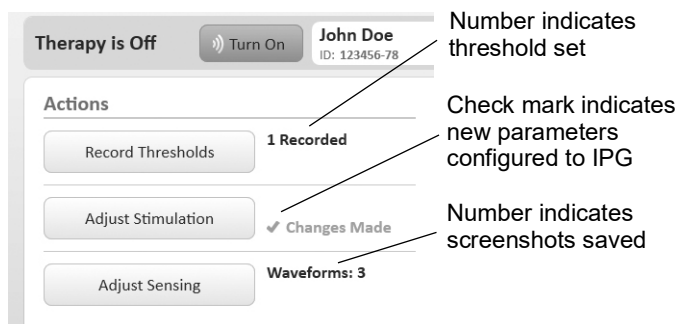 Therapy is Off
Turn On
John Doe
ID: 123456-78
Number indicates
threshold set
Actions
Record Thresholds
1 Recorded
Check mark indicates
new parameters
configured to IPG
Adjust Stimulation
✔ Changes Made
Number indicates
screenshots saved
Adjust Sensing
Waveforms: 3